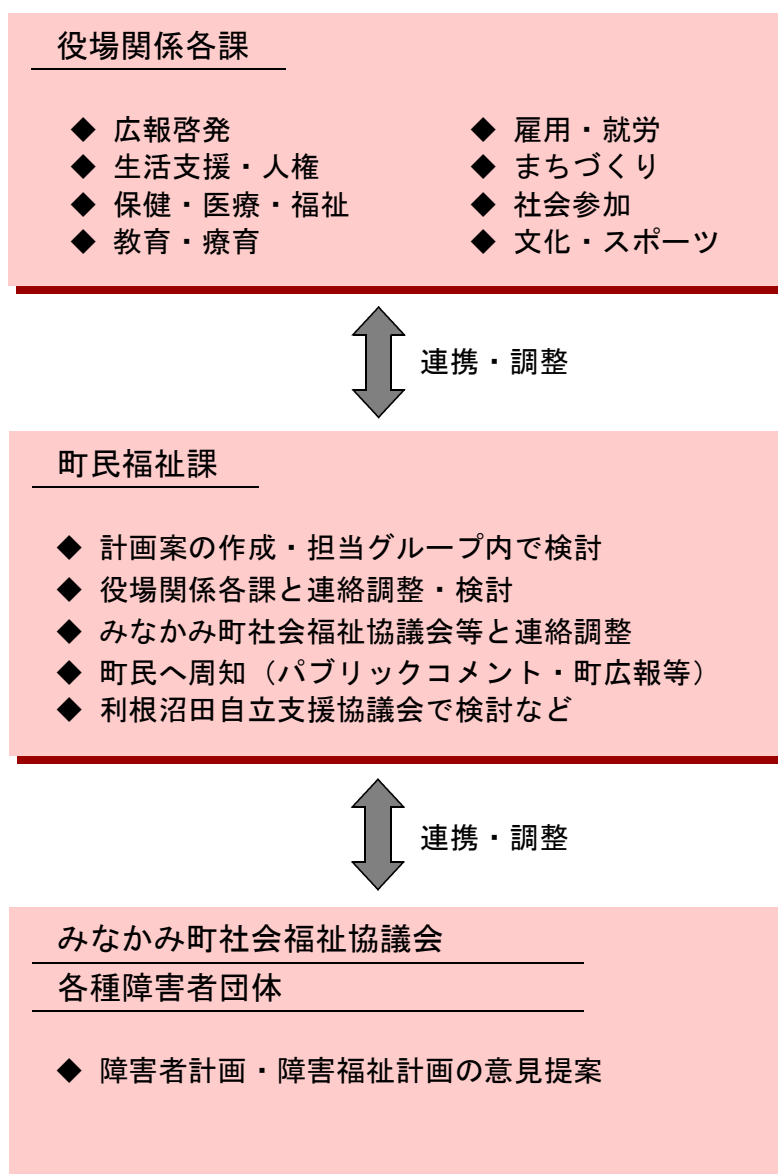 役場関係各課
◆ 広報啓発
◆ 生活支援・人権
◆ 保健・医療・福祉
◆ 教育・療育
◆ 雇用・就労
◆ まちづくり
◆ 社会参加
◆ 文化・スポーツ
連携・調整
町民福祉課
◆ 計画案の作成・担当グループ内で検討
◆ 役場関係各課と連絡調整・検討
◆ みなかみ町社会福祉協議会等と連絡調整
◆ 町民へ周知（パブリックコメント・町広報等）
◆ 利根沼田自立支援協議会で検討など
連携・調整
みなかみ町社会福祉協議会
各種障害者団体
◆ 障害者計画・障害福祉計画の意見提案